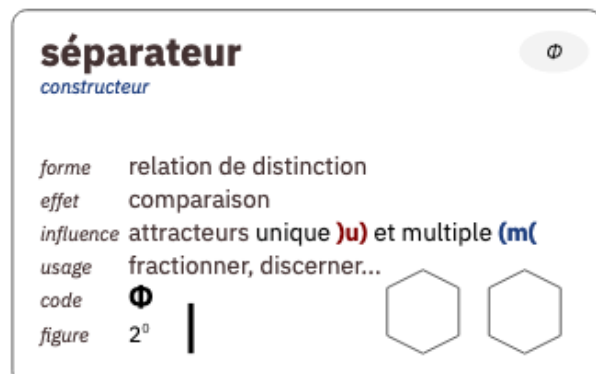 séparateur
Φ
constructeur
forme relation de distinction
effet comparaison
influence attracteurs unique )u) et multiple (m(
usage fractionner, discerner...
code Φ
figure 2⁰